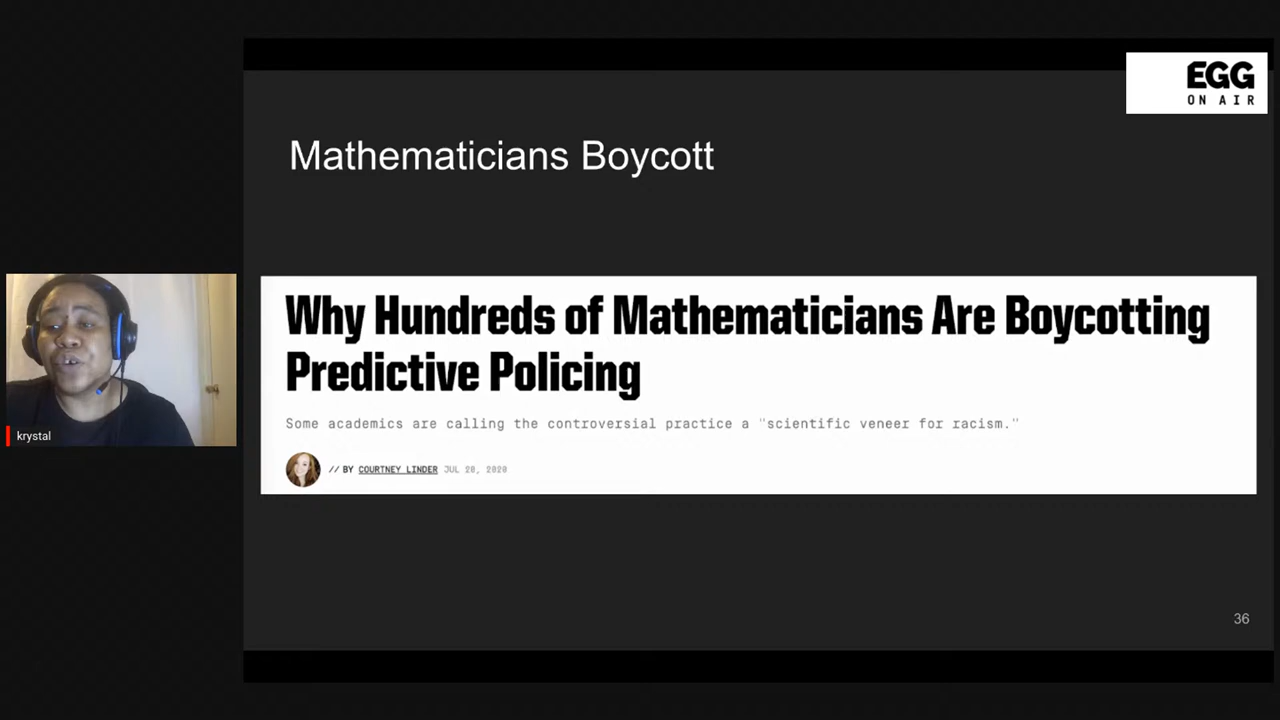 EGG
ON AIR
Mathematicians Boycott
Why Hundreds of Mathematicians Are Boycotting
Predictive Policing
Some academics are calling the controversial practice a "scientific veneer for racism."
// BY COURTNEY LINDER JUL 20, 2020
krystal
36